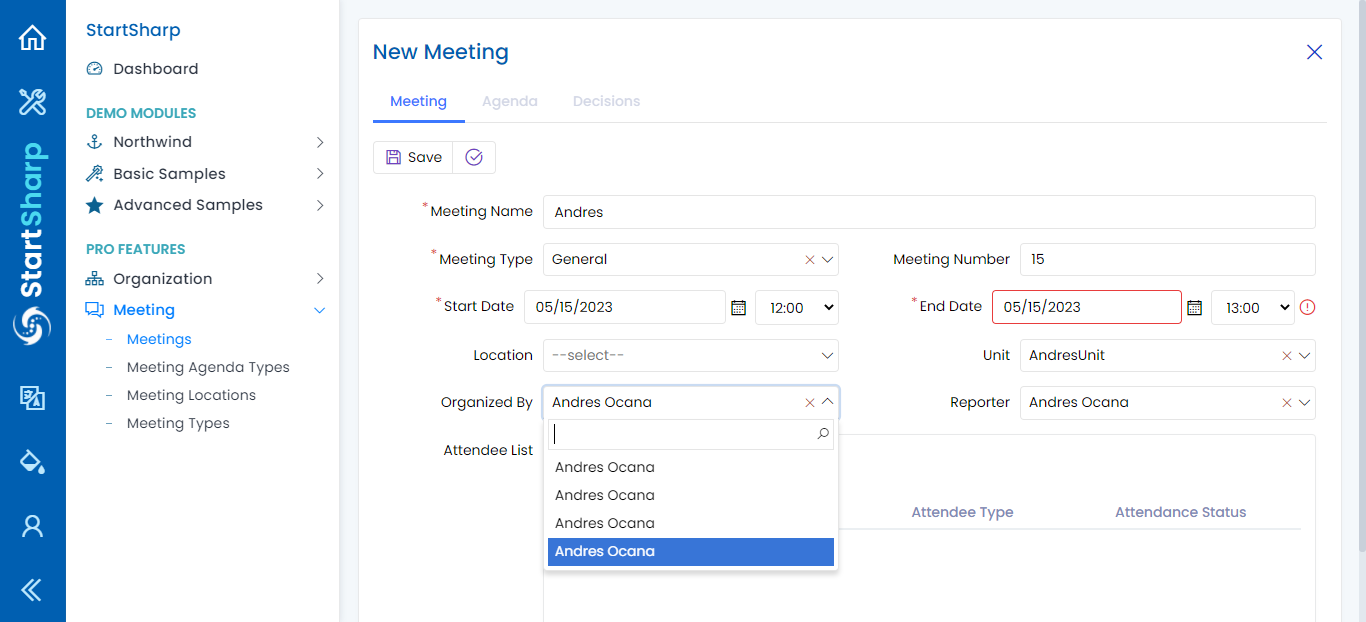 StartSharp
StartSharp
Dashboard
DEMO MODULES
Northwind
Basic Samples
Advanced Samples
PRO FEATURES
Organization
Meeting
Meetings
Meeting Agenda Types
Meeting Locations
Meeting Types
New Meeting
Meeting Agenda Decisions
Save
* Meeting Name Andres
* Meeting Type General Meeting Number 15
* Start Date 05/15/2023 12:00 * End Date 05/15/2023 13:00
Location --select-- Unit AndresUnit
Organized By Andres Ocana Reporter Andres Ocana
Attendee List
Andres Ocana
Andres Ocana
Andres Ocana
Andres Ocana
Attendee Type Attendance Status